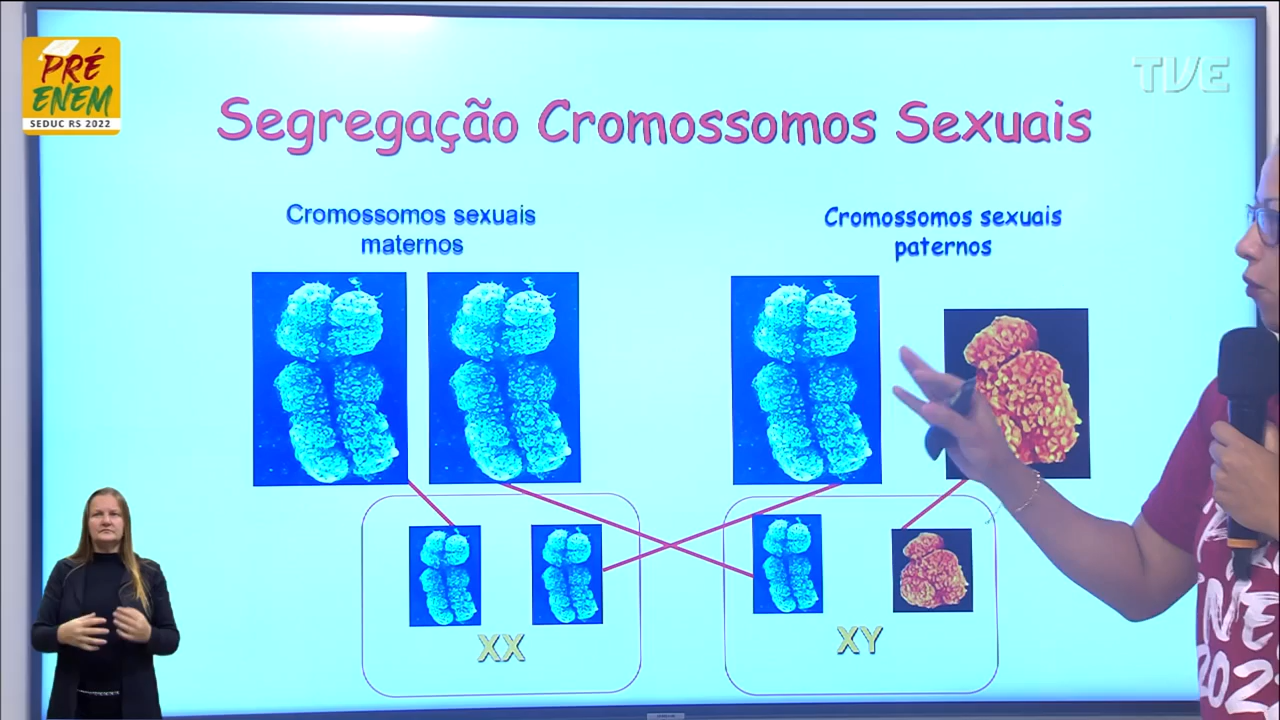 PRÉ
ENEM
SEDUC RS 2022
TVE
Segregação Cromossomos Sexuais
Cromossomos sexuais
maternos
Cromossomos sexuais
paternos
XX
XY